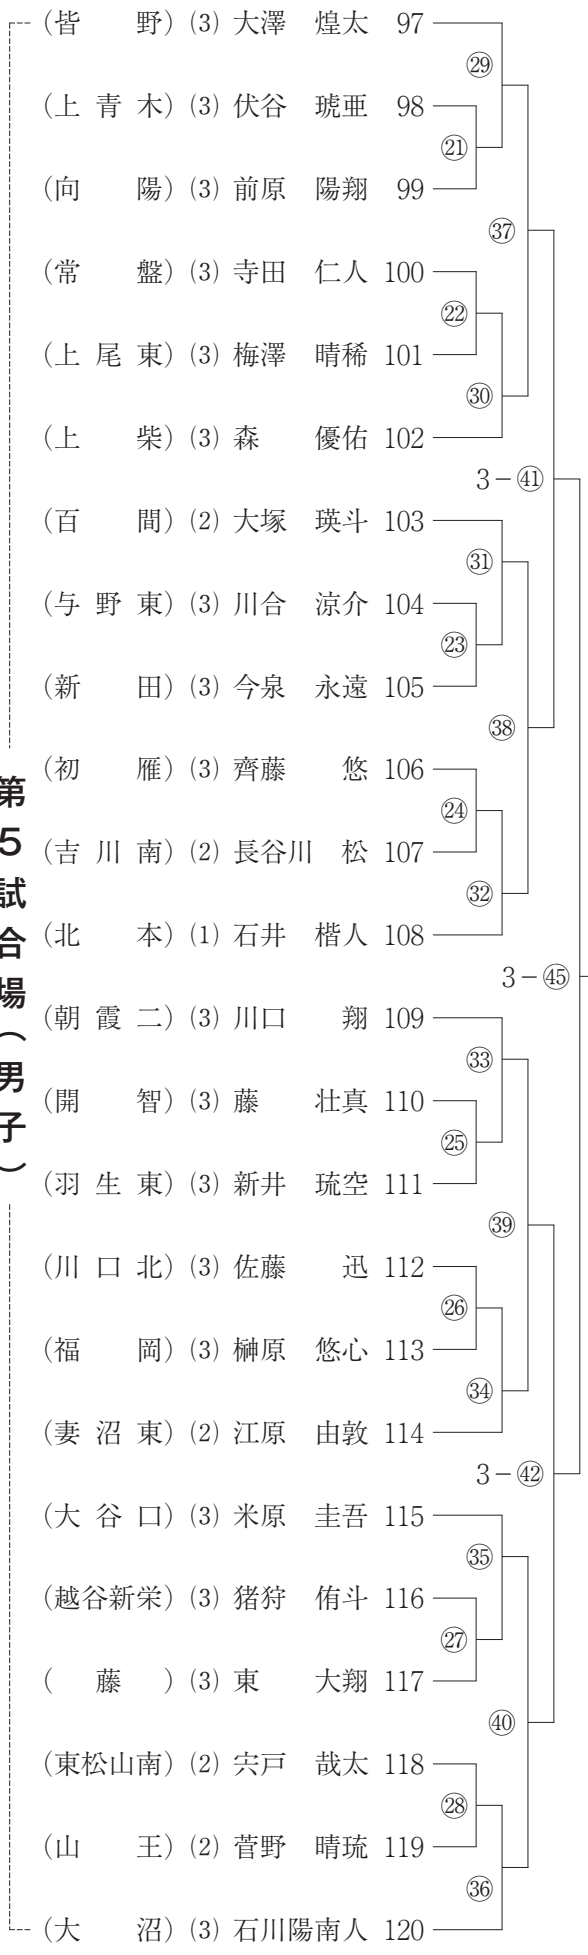 第5試合場（男子）
（皆野）(3) 大澤 煌太 97
（上青木）(3) 伏谷 琥亜 98
（向陽）(3) 前原 陽翔 99
（常盤）(3) 寺田 仁人 100
（上尾東）(3) 梅澤 晴稀 101
（上柴）(3) 森 優佑 102
（百間）(2) 大塚 瑛斗 103
（与野東）(3) 川合 涼介 104
（新田）(3) 今泉 永遠 105
（初雁）(3) 齊藤 悠 106
（吉川南）(2) 長谷川 松 107
（北本）(1) 石井 楷人 108
（朝霞二）(3) 川口 翔 109
（開智）(3) 藤 壮真 110
（羽生東）(3) 新井 琉空 111
（川口北）(3) 佐藤 迅 112
（福岡）(3) 榊原 悠心 113
（妻沼東）(2) 江原 由敦 114
（大谷口）(3) 米原 圭吾 115
（越谷新栄）(3) 猪狩 侑斗 116
（藤）(3) 東 大翔 117
（東松山南）(2) 宍戸 哉太 118
（山王）(2) 菅野 晴琉 119
（大沼）(3) 石川陽南人 120
㉙
㉑
㊲
㉒
㉚
3－㊶
㉛
㉓
㊳
㉔
㉜
3－㊺
㉝
㉕
㊴
㉖
㉞
3－㊷
㉟
㉗
㊵
㉘
㊱